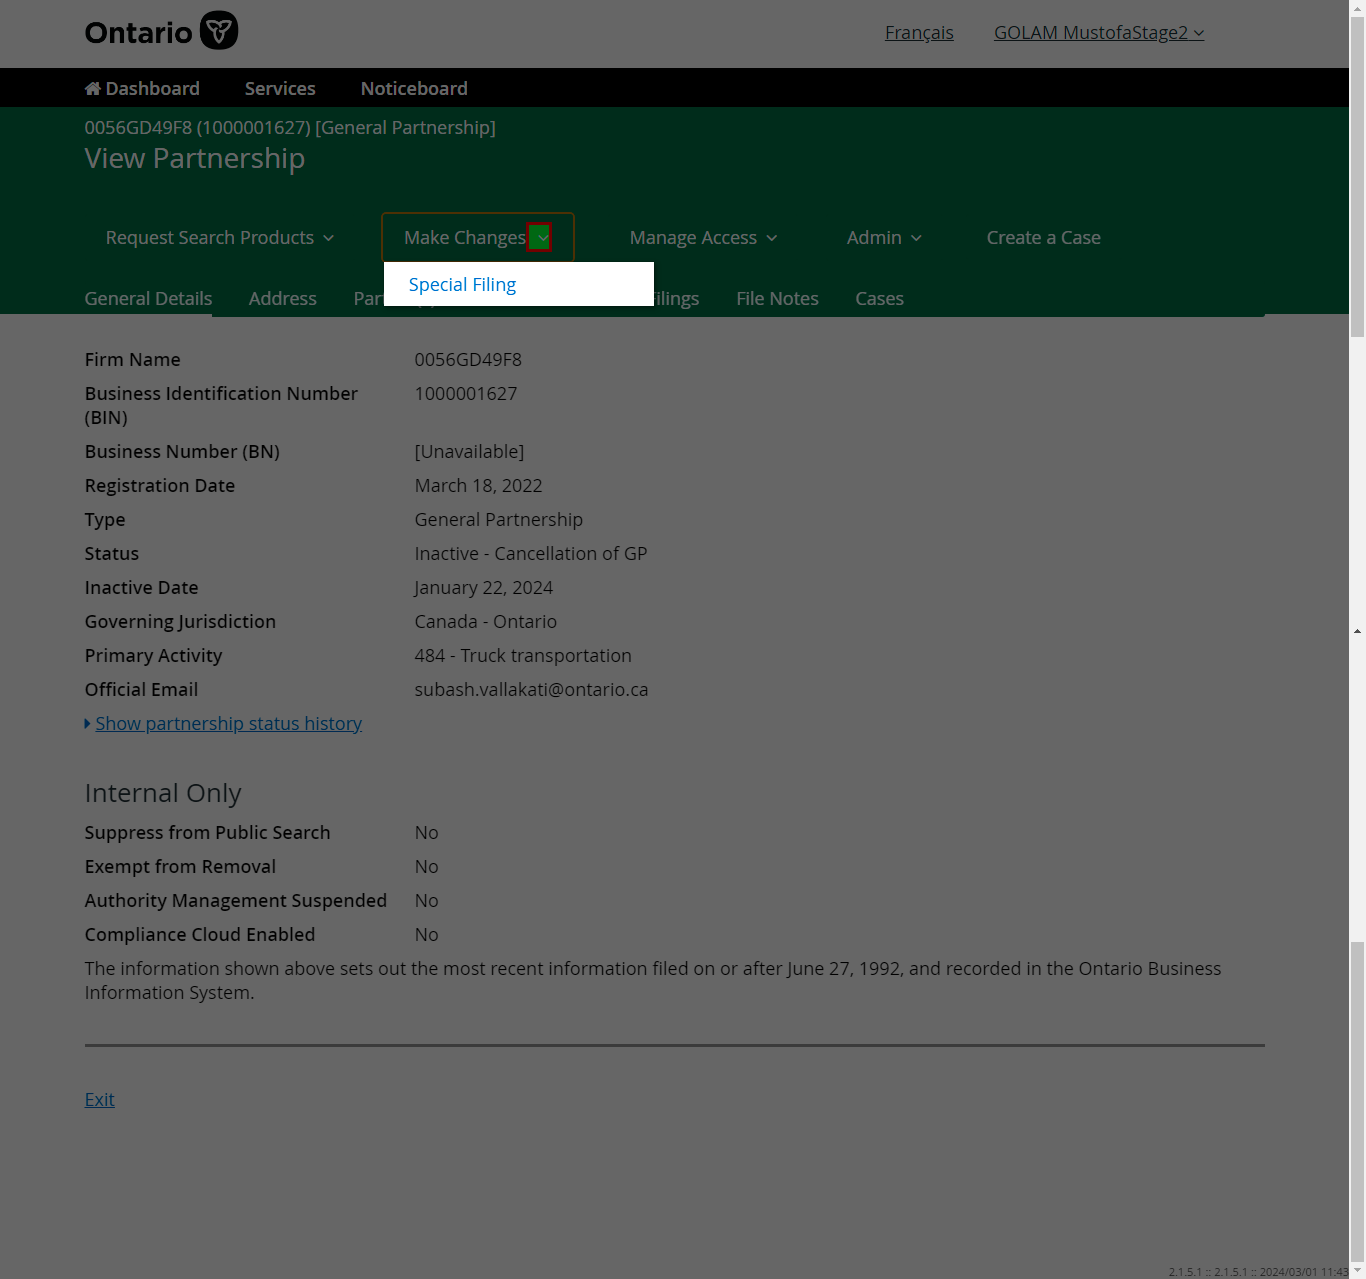 Ontario
Français
GOLAM MustofaStage2
Dashboard
Services
Noticeboard
0056GD49F8 (1000001627) [General Partnership]
View Partnership
Request Search Products
Make Changes
Manage Access
Admin
Create a Case
Special Filing
General Details
Address
File Notes
Cases
Firm Name 0056GD49F8
Business Identification Number 1000001627
(BIN)
Business Number (BN) [Unavailable]
Registration Date March 18, 2022
Type General Partnership
Status Inactive - Cancellation of GP
Inactive Date January 22, 2024
Governing Jurisdiction Canada - Ontario
Primary Activity 484 - Truck transportation
Official Email subash.vallakati@ontario.ca
Show partnership status history
Internal Only
Suppress from Public Search No
Exempt from Removal No
Authority Management Suspended No
Compliance Cloud Enabled No
The information shown above sets out the most recent information filed on or after June 27, 1992, and recorded in the Ontario Business
Information System.
Exit
2.1.5.1 :: 2.1.5.1 :: 2024/03/01 11:43